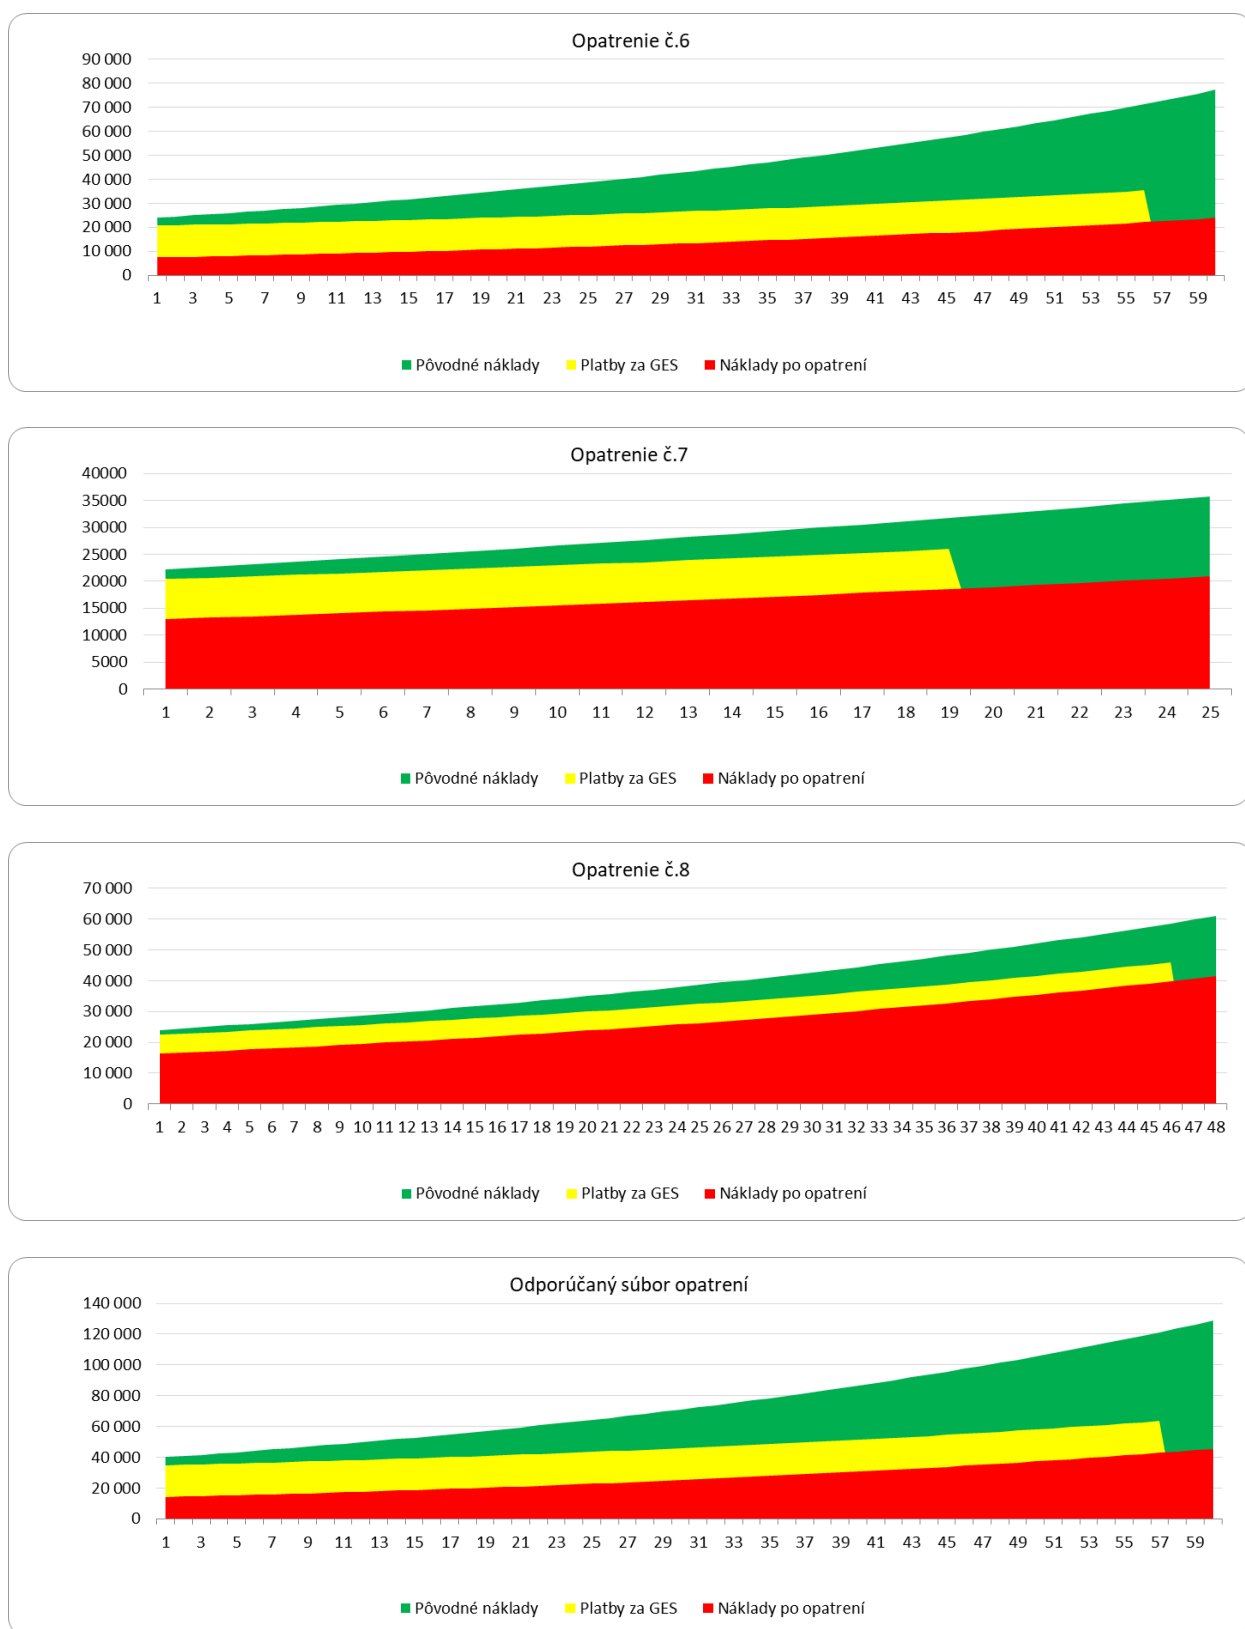 Opatrenie č.6
90 000
80 000
70 000
60 000
50 000
40 000
30 000
20 000
10 000
0
1 3 5 7 9 11 13 15 17 19 21 23 25 27 29 31 33 35 37 39 41 43 45 47 49 51 53 55 57 59
Pôvodné náklady Platby za GES Náklady po opatrení
Opatrenie č.7
40000
35000
30000
25000
20000
15000
10000
5000
0
1 2 3 4 5 6 7 8 9 10 11 12 13 14 15 16 17 18 19 20 21 22 23 24 25
Pôvodné náklady Platby za GES Náklady po opatrení
Opatrenie č.8
70 000
60 000
50 000
40 000
30 000
20 000
10 000
0
1 2 3 4 5 6 7 8 9 10 11 12 13 14 15 16 17 18 19 20 21 22 23 24 25 26 27 28 29 30 31 32 33 34 35 36 37 38 39 40 41 42 43 44 45 46 47 48
Pôvodné náklady Platby za GES Náklady po opatrení
Odporúčaný súbor opatrení
140 000
120 000
100 000
80 000
60 000
40 000
20 000
0
1 3 5 7 9 11 13 15 17 19 21 23 25 27 29 31 33 35 37 39 41 43 45 47 49 51 53 55 57 59
Pôvodné náklady Platby za GES Náklady po opatrení